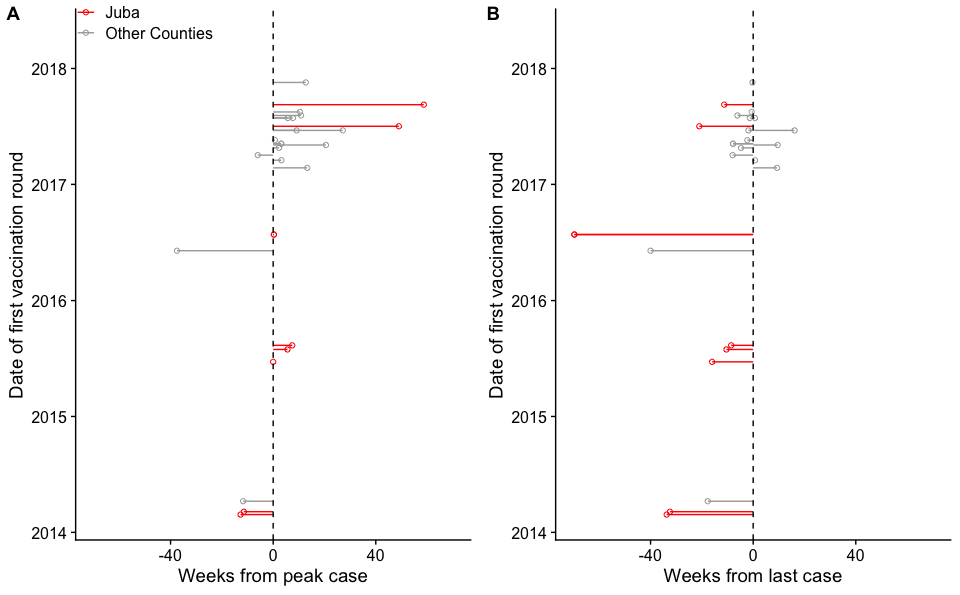 A
Juba
Other Counties
2018
2017
2016
2015
2014
Date of first vaccination round
-40 0 40
Weeks from peak case
B
2018
2017
2016
2015
2014
Date of first vaccination round
-40 0 40
Weeks from last case